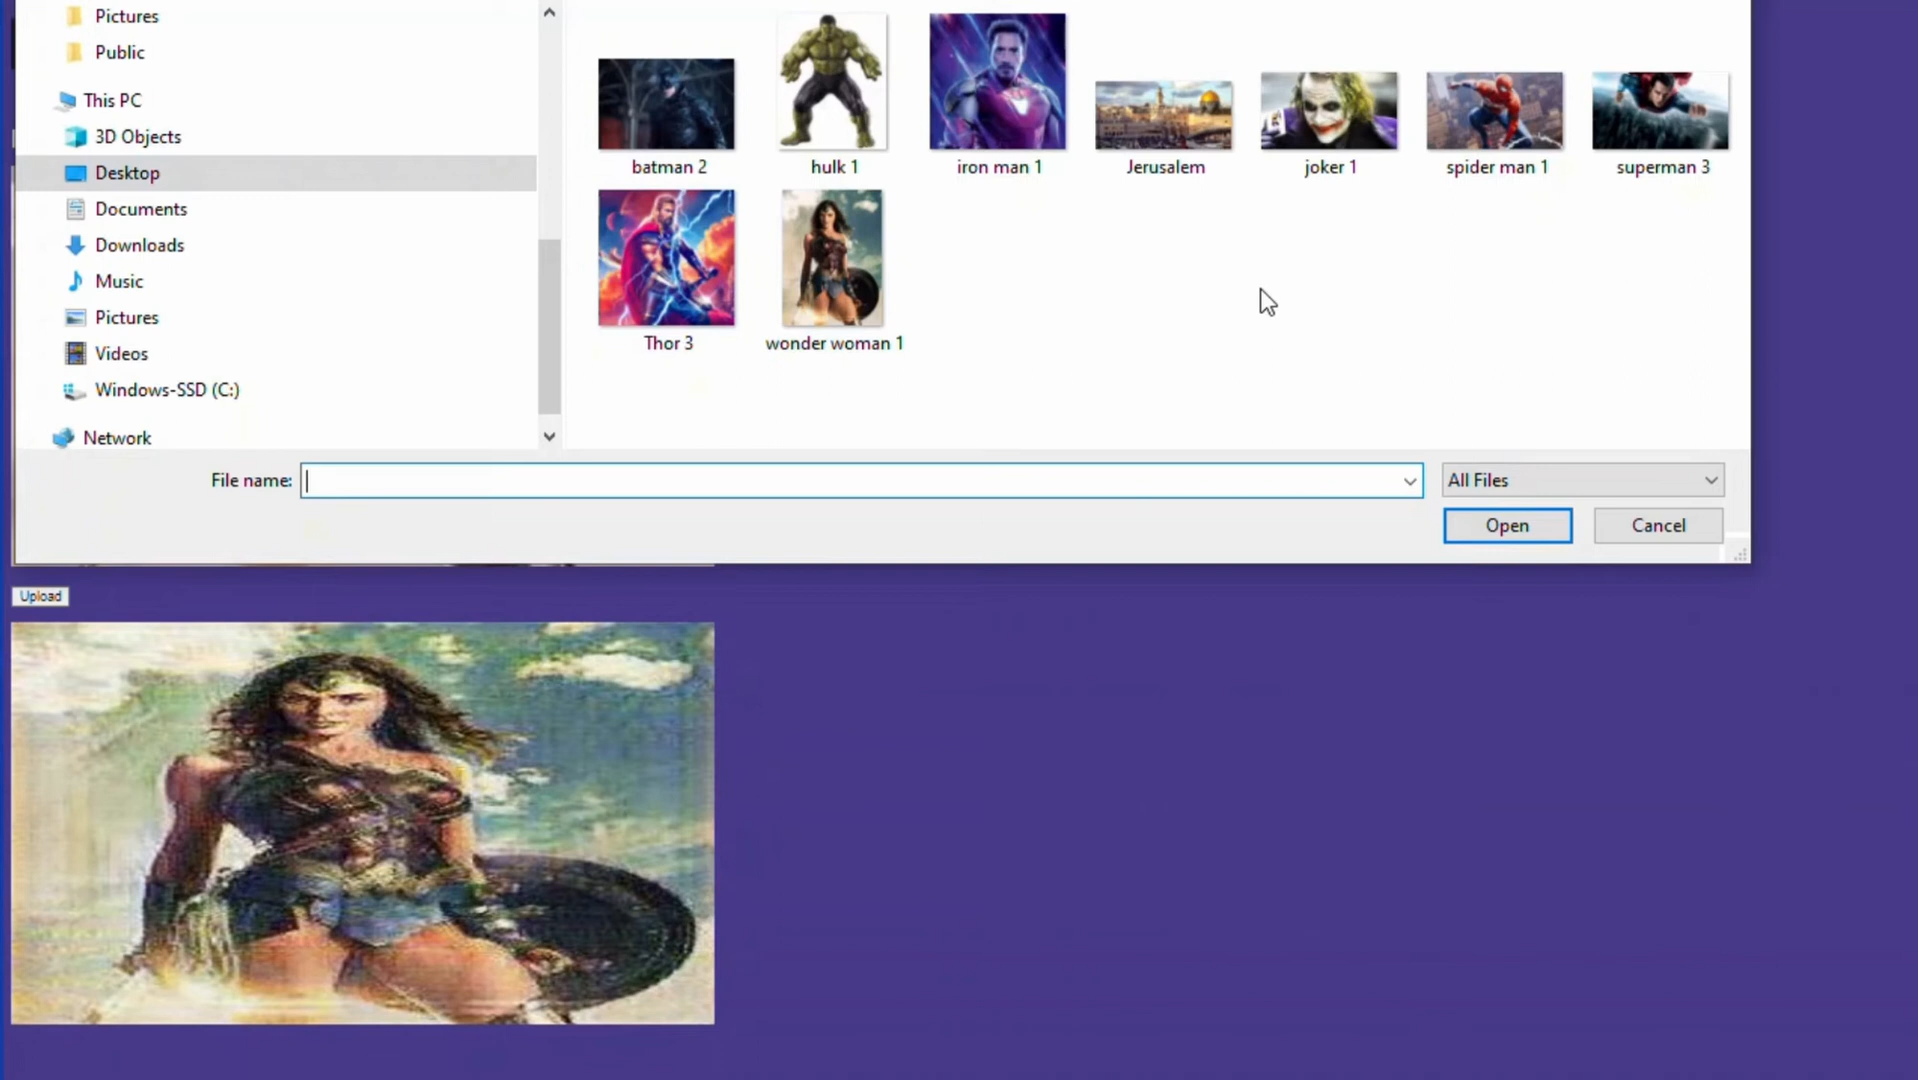 Pictures
Public
This PC
3D Objects
Desktop
Documents
Downloads
Music
Pictures
Videos
Windows-SSD (C:)
Network
batman 2
hulk 1
iron man 1
Jerusalem
joker 1
spider man 1
superman 3
Thor 3
wonder woman 1
File name:
All Files
Open
Cancel
Upload